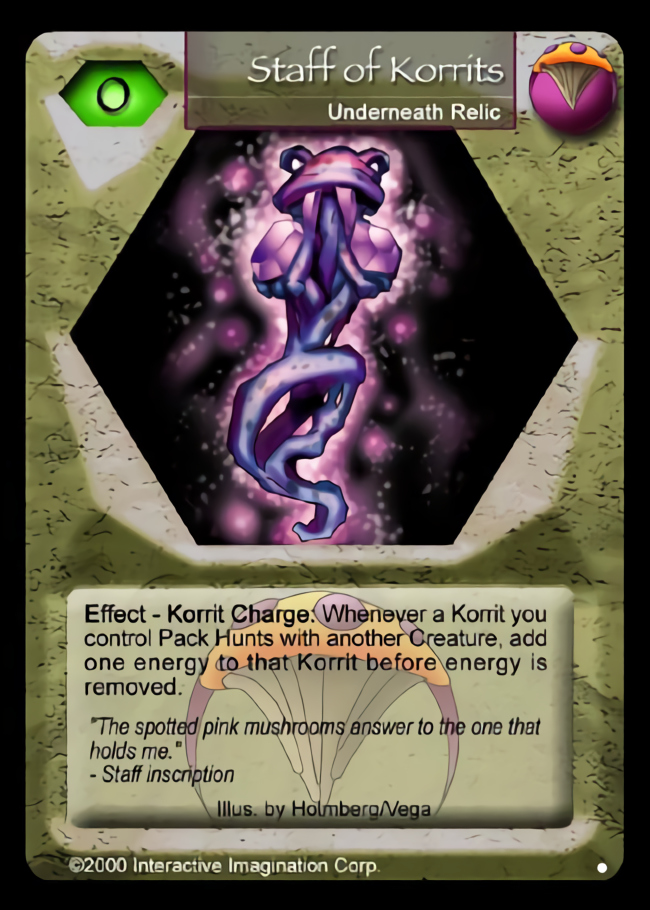 0
Staff of Korrits
Underneath Relic
Effect - Korrit Charge: Whenever a Korrit you
control Pack Hunts with another Creature, add
one energy to that Korrit before energy is
removed.
"The spotted pink mushrooms answer to the one that
holds me."
- Staff inscription
Illus. by Holmberg/Vega
©2000 Interactive Imagination Corp.